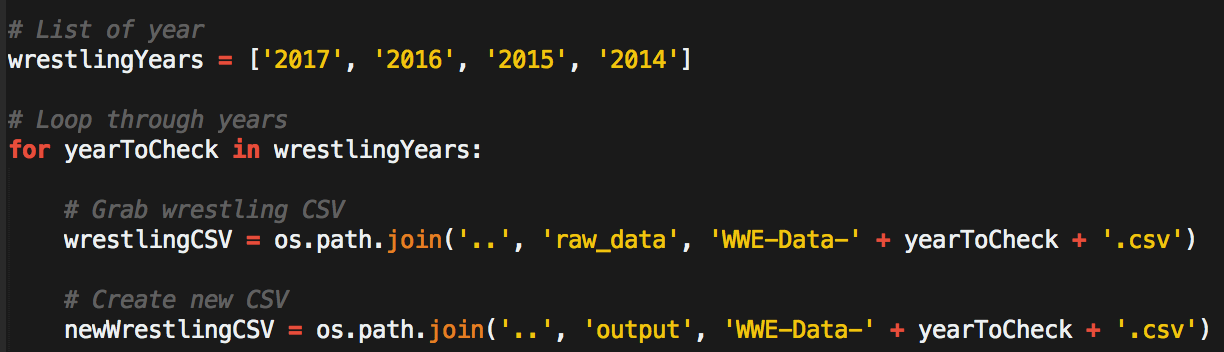 # List of year
wrestlingYears = ['2017', '2016', '2015', '2014']
# Loop through years
for yearToCheck in wrestlingYears:
# Grab wrestling CSV
wrestlingCSV = os.path.join('..', 'raw_data', 'WWE-Data-' + yearToCheck + '.csv')
# Create new CSV
newWrestlingCSV = os.path.join('..', 'output', 'WWE-Data-' + yearToCheck + '.csv')